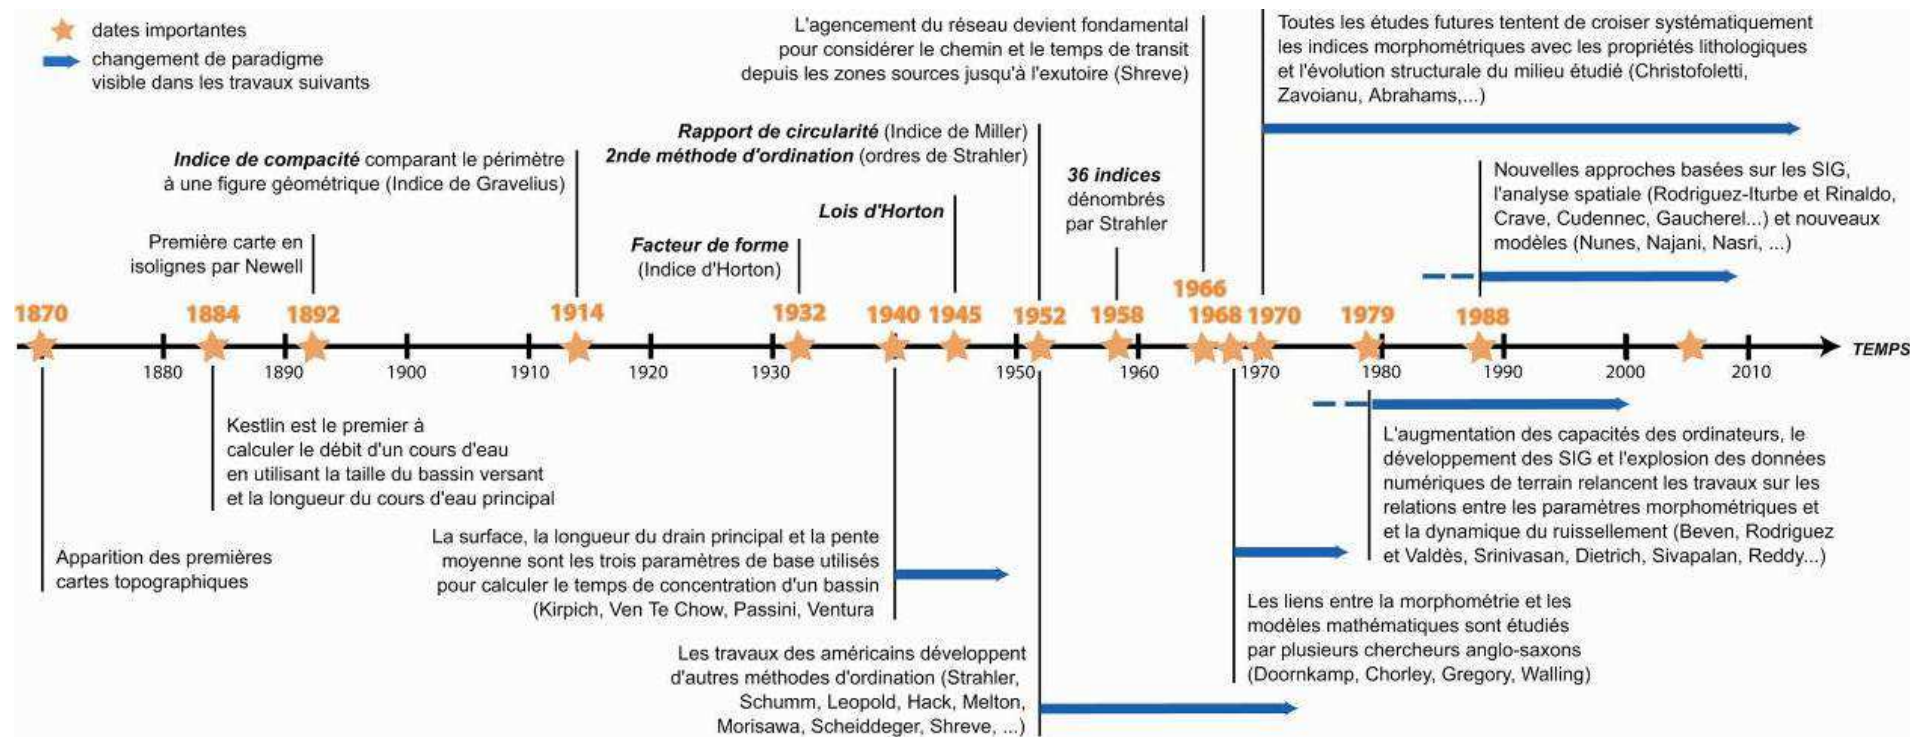 dates importantes
changement de paradigme
visible dans les travaux suivants
L'agencement du réseau devient fondamental
pour considérer le chemin et le temps de transit
depuis les zones sources jusqu'à l'exutoire (Shreve)
Toutes les études futures tentent de croiser systématiquement
les indices morphométriques avec les propriétés lithologiques
et l'évolution structurale du milieu étudié (Christofoletti,
Zavoianu, Abrahams,...)
Indice de compacité comparant le périmètre
à une figure géometrique (Indice de Gravelius)
Rapport de circularité (Indice de Miller)
2nde méthode d'ordination (ordres de Strahler)
36 indices
dénombrés
par Strahler
Nouvelles approches basées sur les SIG,
l'analyse spatiale (Rodriguez-Iturbe et Rinaldo,
Crave, Cudennec, Gaucherel...) et nouveaux
modèles (Nunes, Najani, Nasri, ...)
Première carte en
isolignes par Newell
Facteur de forme
(Indice d'Horton)
Lois d'Horton
1870 1884 1892 1914 1932 1940 1945 1952 1958 1966 1968 1970 1979 1988
TEMPS
1880 1890 1900 1910 1920 1930 1950 1960 1970 1980 1990 2000 2010
Kestlin est le premier à
calculer le débit d'un cours d'eau
en utilisant la taille du bassin versant
et la longueur du cours d'eau principal
Apparition des premières
cartes topographiques
La surface, la longueur du drain principal et la pente
moyenne sont les trois paramètres de base utilisés
pour calculer le temps de concentration d'un bassin
(Kirpich, Ven Te Chow, Passini, Ventura
Les travaux des américains développent
d'autres méthodes d'ordination (Strahler,
Schumm, Leopold, Hack, Melton,
Morisawa, Scheiddeger, Shreve, ...)
Les liens entre la morphométrie et les
modèles mathématiques sont étudiés
par plusieurs chercheurs anglo-saxons
(Doornkamp, Chorley, Gregory, Walling)
L'augmentation des capacités des ordinateurs, le
développement des SIG et l'explosion des données
numériques de terrain relancent les travaux sur les
relations entre les paramètres morphométriques et
et la dynamique du ruissellement (Beven, Rodriguez
et Valdès, Srinivasan, Dietrich, Sivapalan, Reddy...)